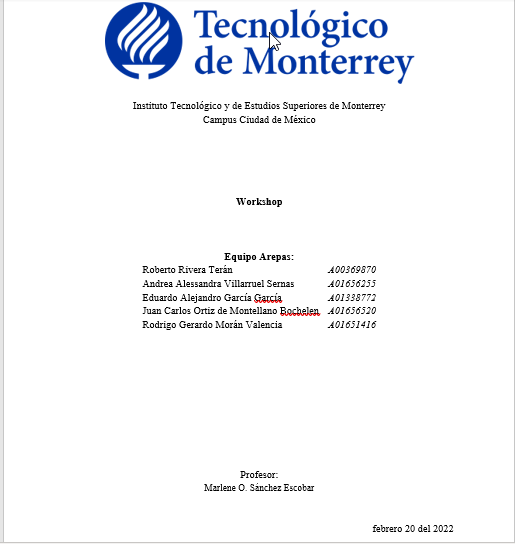 Tecnológico
de Monterrey
Instituto Tecnológico y de Estudios Superiores de Monterrey
Campus Ciudad de México
Workshop
Equipo Arepas:
Roberto Rivera Terán A00369870
Andrea Alessandra Villarruel Sernas A01656255
Eduardo Alejandro García García A01338772
Juan Carlos Ortiz de Montellano Bochelen A01656520
Rodrigo Gerardo Morán Valencia A01651416
Profesor:
Marlene O. Sánchez Escobar
febrero 20 del 2022